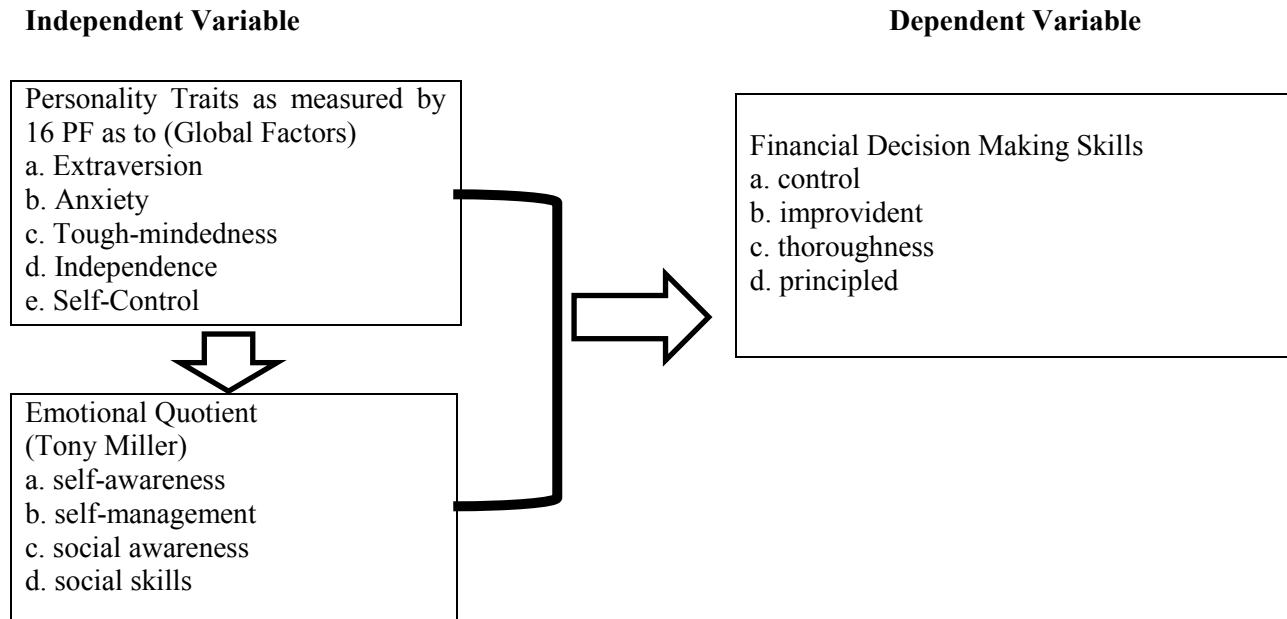 Independent Variable
Dependent Variable
Personality Traits as measured by
16 PF as to (Global Factors)
a. Extraversion
b. Anxiety
c. Tough-mindedness
d. Independence
e. Self-Control
Emotional Quotient
(Tony Miller)
a. self-awareness
b. self-management
c. social awareness
d. social skills
Financial Decision Making Skills
a. control
b. improvident
c. thoroughness
d. principled